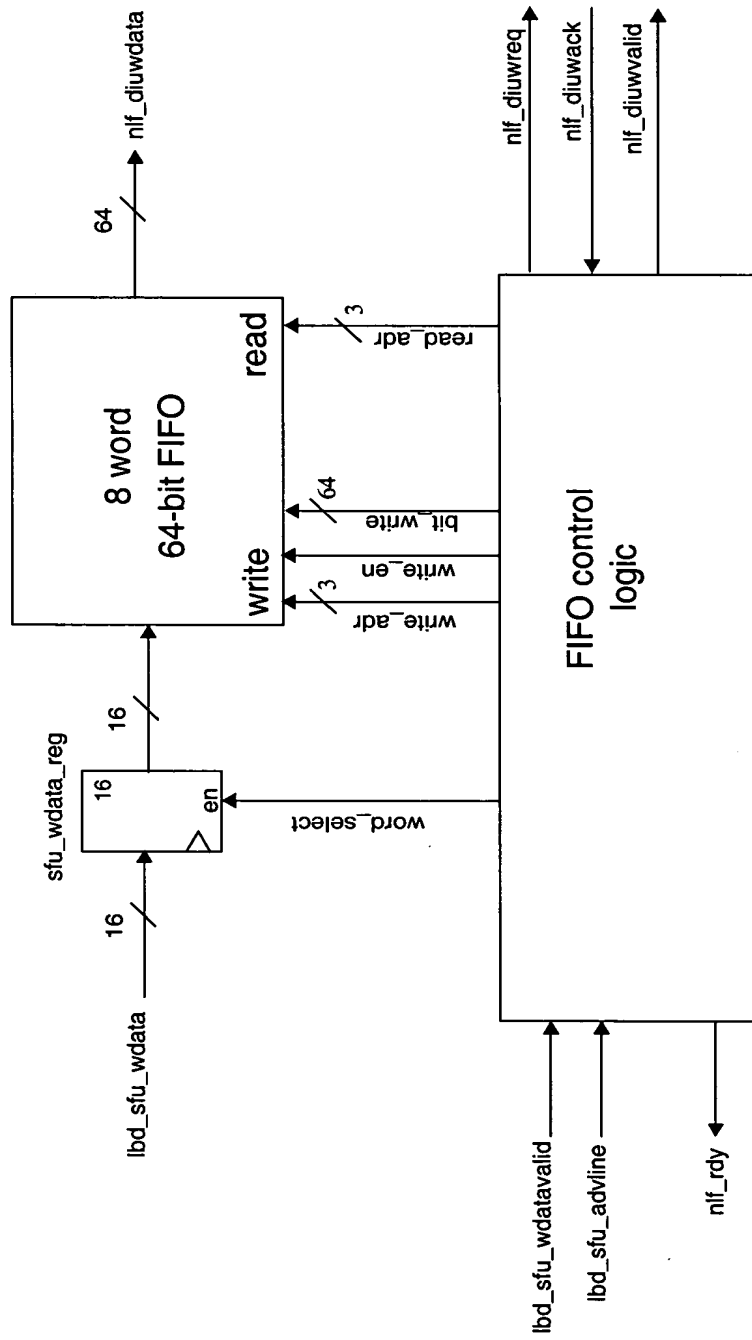 sfu_wdata_reg
lbd_sfu_wdata
16
16
en
16
8 word
64-bit FIFO
write
read
64
nlf_diuwdata
word_select
write_adr
3
write_en
bit_write
64
read_adr
3
lbd_sfu_wdatavalid
lbd_sfu_advline
nlf_rdy
FIFO control
logic
nlf_diuwreq
nlf_diuwack
nlf_diuwvalid